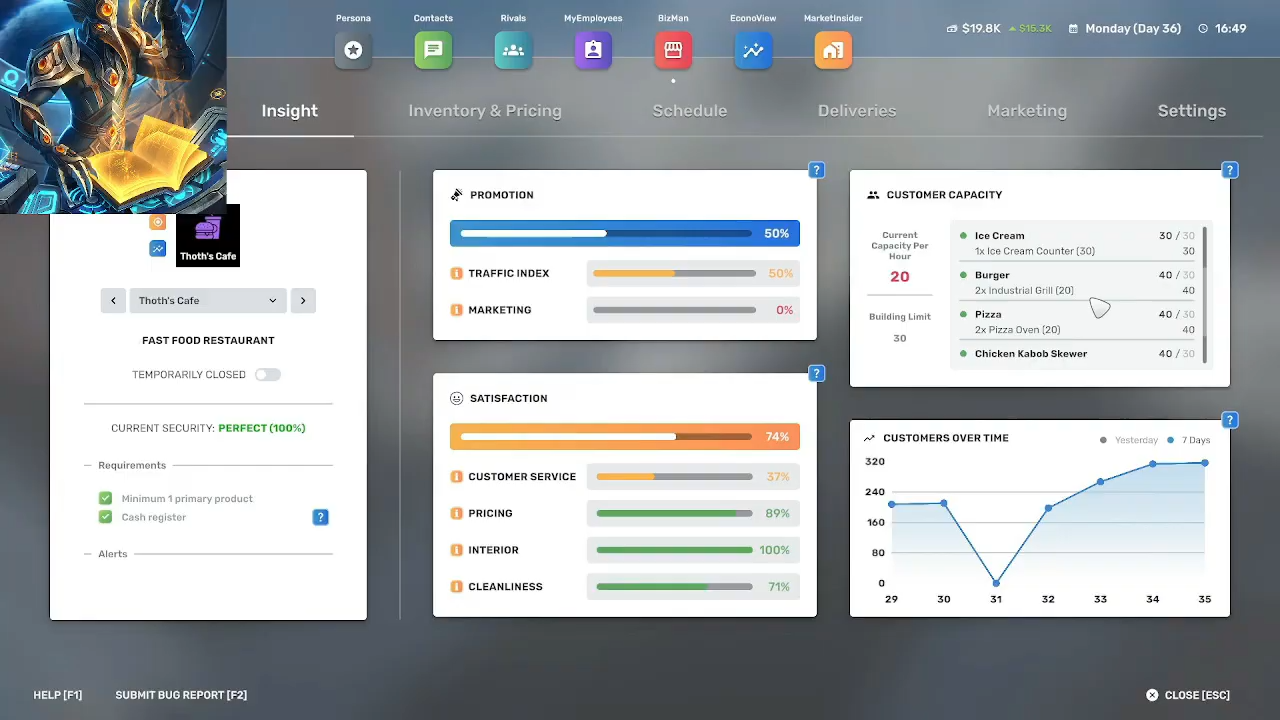 Persona
Contacts
Rivals
MyEmployees
BizMan
EconoView
MarketInsider
$19.8K
$15.3K
Monday (Day 36)
16:49
Insight
Inventory & Pricing
Schedule
Deliveries
Marketing
Settings
Thoth's Cafe
Thoth's Cafe
FAST FOOD RESTAURANT
TEMPORARILY CLOSED
CURRENT SECURITY: PERFECT (100%)
Requirements
Minimum 1 primary product
Cash register
?
Alerts
PROMOTION
?
50%
TRAFFIC INDEX 50%
MARKETING 0%
SATISFACTION
?
74%
CUSTOMER SERVICE 37%
PRICING 89%
INTERIOR 100%
CLEANLINESS 71%
CUSTOMER CAPACITY
?
Current
Capacity Per
Hour
20
Building Limit
30
Ice Cream 30 / 30
1x Ice Cream Counter (30) 30
Burger 40 / 30
2x Industrial Grill (20) 40
Pizza 40 / 30
2x Pizza Oven (20) 40
Chicken Kabob Skewer 40 / 30
CUSTOMERS OVER TIME
?
Yesterday
7 Days
320
240
160
80
0
29 30 31 32 33 34 35
HELP [F1]
SUBMIT BUG REPORT [F2]
CLOSE [ESC]